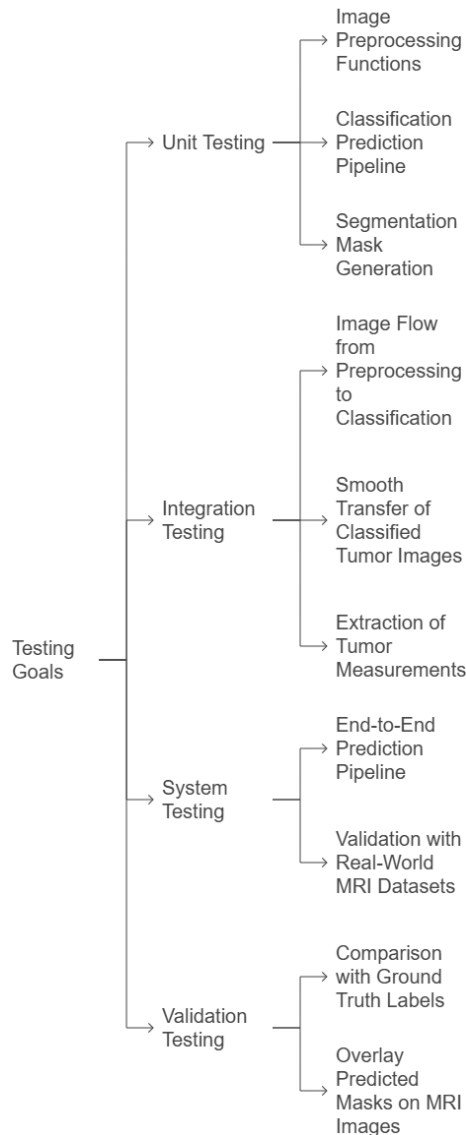 Testing
Goals
Unit Testing
Image
Preprocessing
Functions
Classification
Prediction
Pipeline
Segmentation
Mask
Generation
Integration
Testing
Image Flow
from
Preprocessing
to
Classification
Smooth
Transfer of
Classified
Tumor Images
Extraction of
Tumor
Measurements
System
Testing
End-to-End
Prediction
Pipeline
Validation with
Real-World
MRI Datasets
Validation
Testing
Comparison
with Ground
Truth Labels
Overlay
Predicted
Masks on MRI
Images